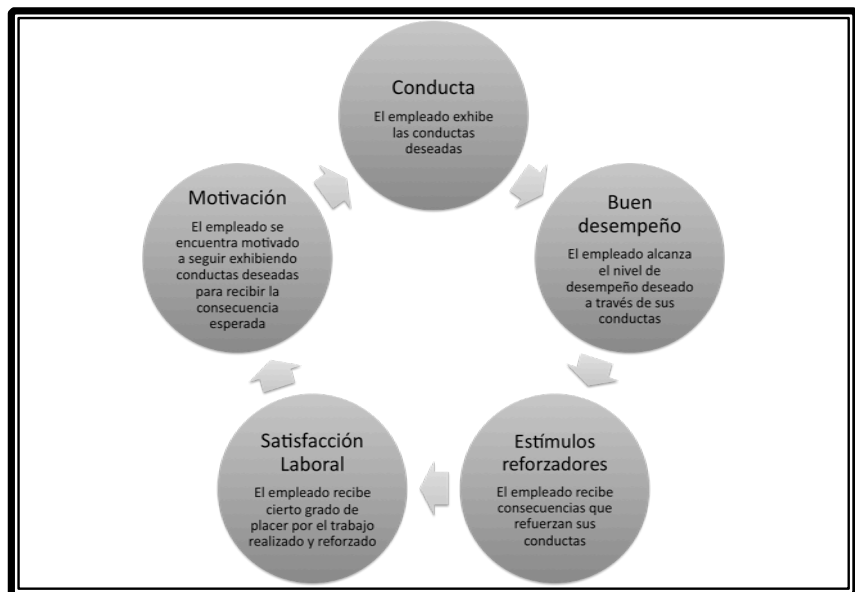 Conducta
El empleado exhibe
las conductas
deseadas
Buen
desempeño
El empleado alcanza
el nivel de
desempeño deseado
a través de sus
conductas
Estímulos
reforzadores
El empleado recibe
consecuencias que
refuerzan sus
conductas
Satisfacción
Laboral
El empleado recibe
cierto grado de
placer por el trabajo
realizado y reforzado
Motivación
El empleado se
encuentra motivado
a seguir exhibiendo
conductas deseadas
para recibir la
consecuencia
esperada